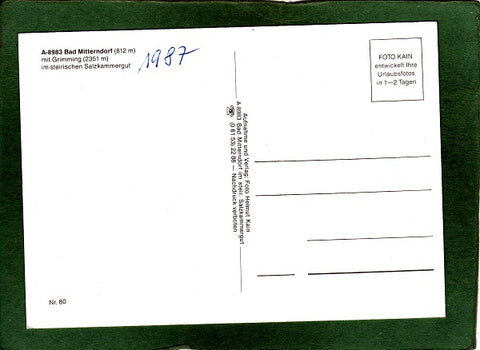 A-8983 Bad Mitterndorf (812 m)
mit Grimming (2351 m)
im steirischen Salzkammergut
1987
FOTO KAIN
entwickelt Ihre
Urlaubsfotos
in 1—2 Tagen
Aufnahme und Verlag: Foto Helmut Kain
A-8983 Bad Mitterndorf im steir. Salzkammergut
(0 61 53) 22 88 — Nachdruck verboten
Nr. 80